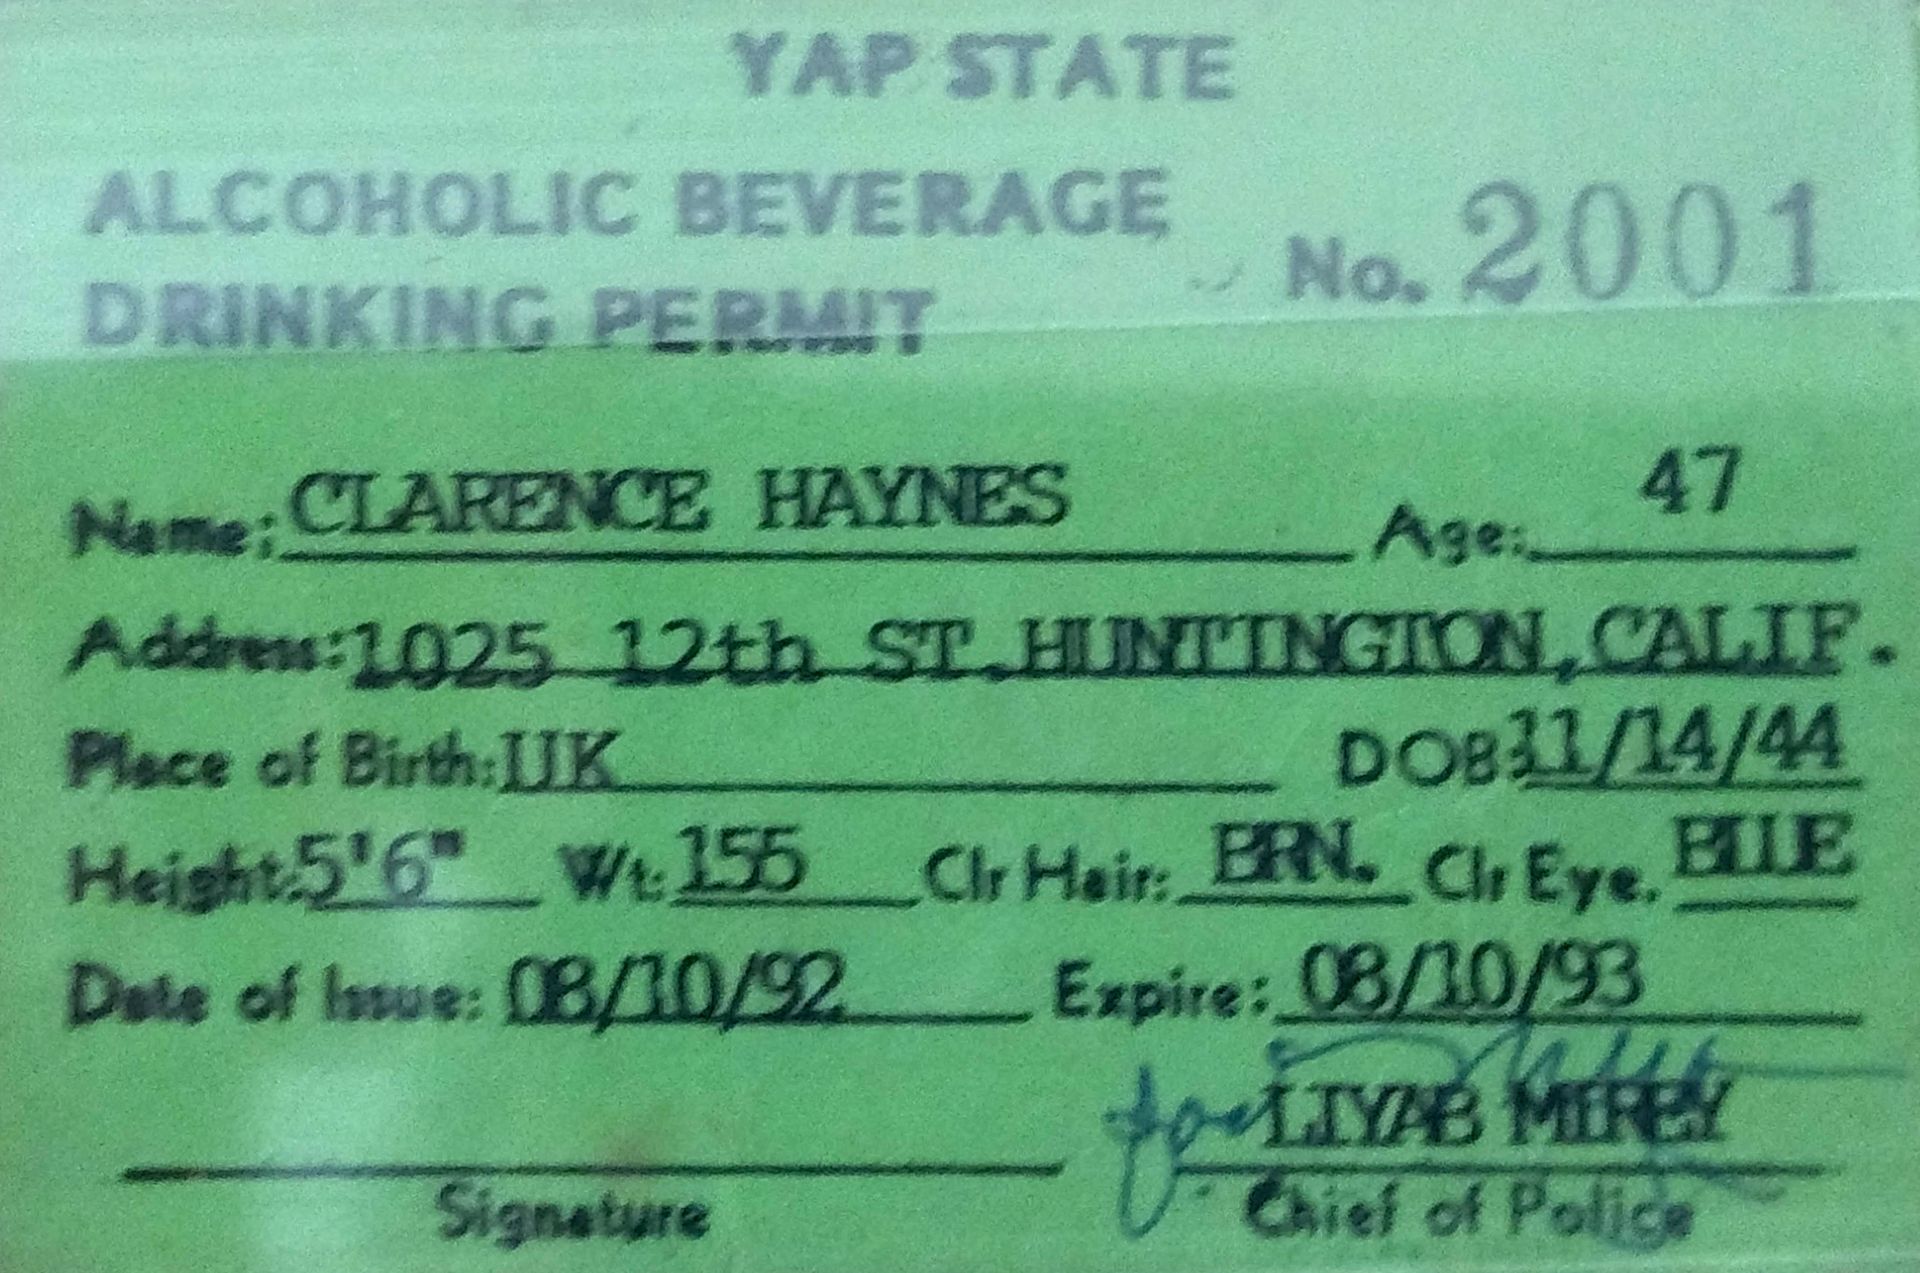 YAP STATE
ALCOHOLIC BEVERAGE
DRINKING PERMIT
No. 2001
Name: CLARENCE HAYNES Age: 47
Address: 1025 12th ST. HUNTINGTON, CALIF.
Place of Birth: UK DOB: 11/14/44
Height: 5'6" Wt: 155 Clr Hair: BRN. Clr Eye. BLUE
Date of Issue: 08/10/92 Expire: 08/10/93
for LIYAB
Signature Chief of Police